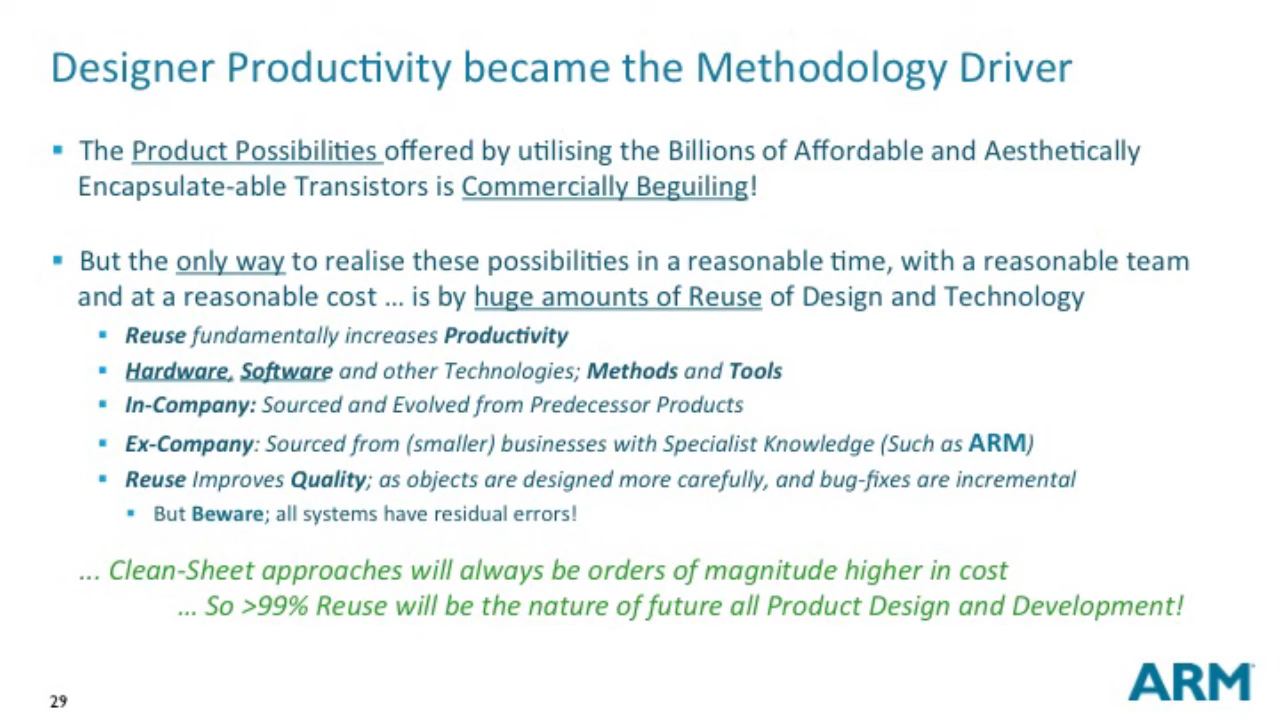 Designer Productivity became the Methodology Driver
▪ The Product Possibilities offered by utilising the Billions of Affordable and Aesthetically
Encapsulate-able Transistors is Commercially Beguiling!
▪ But the only way to realise these possibilities in a reasonable time, with a reasonable team
and at a reasonable cost ... is by huge amounts of Reuse of Design and Technology
▪ Reuse fundamentally increases Productivity
▪ Hardware, Software and other Technologies; Methods and Tools
▪ In-Company: Sourced and Evolved from Predecessor Products
▪ Ex-Company: Sourced from (smaller) businesses with Specialist Knowledge (Such as ARM)
▪ Reuse Improves Quality; as objects are designed more carefully, and bug-fixes are incremental
▪ But Beware; all systems have residual errors!
... Clean-Sheet approaches will always be orders of magnitude higher in cost
... So >99% Reuse will be the nature of future all Product Design and Development!
29
ARM